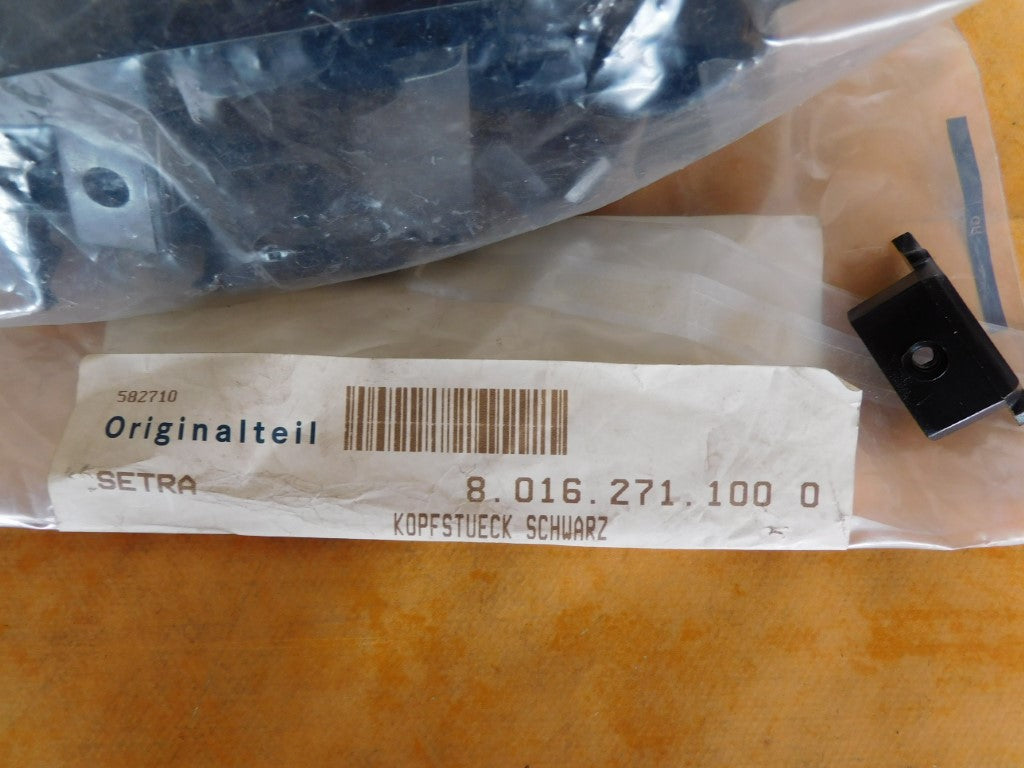 582710
Originalteil
SETRA 8.016.271.100 0
KOPFSTUECK SCHWARZ